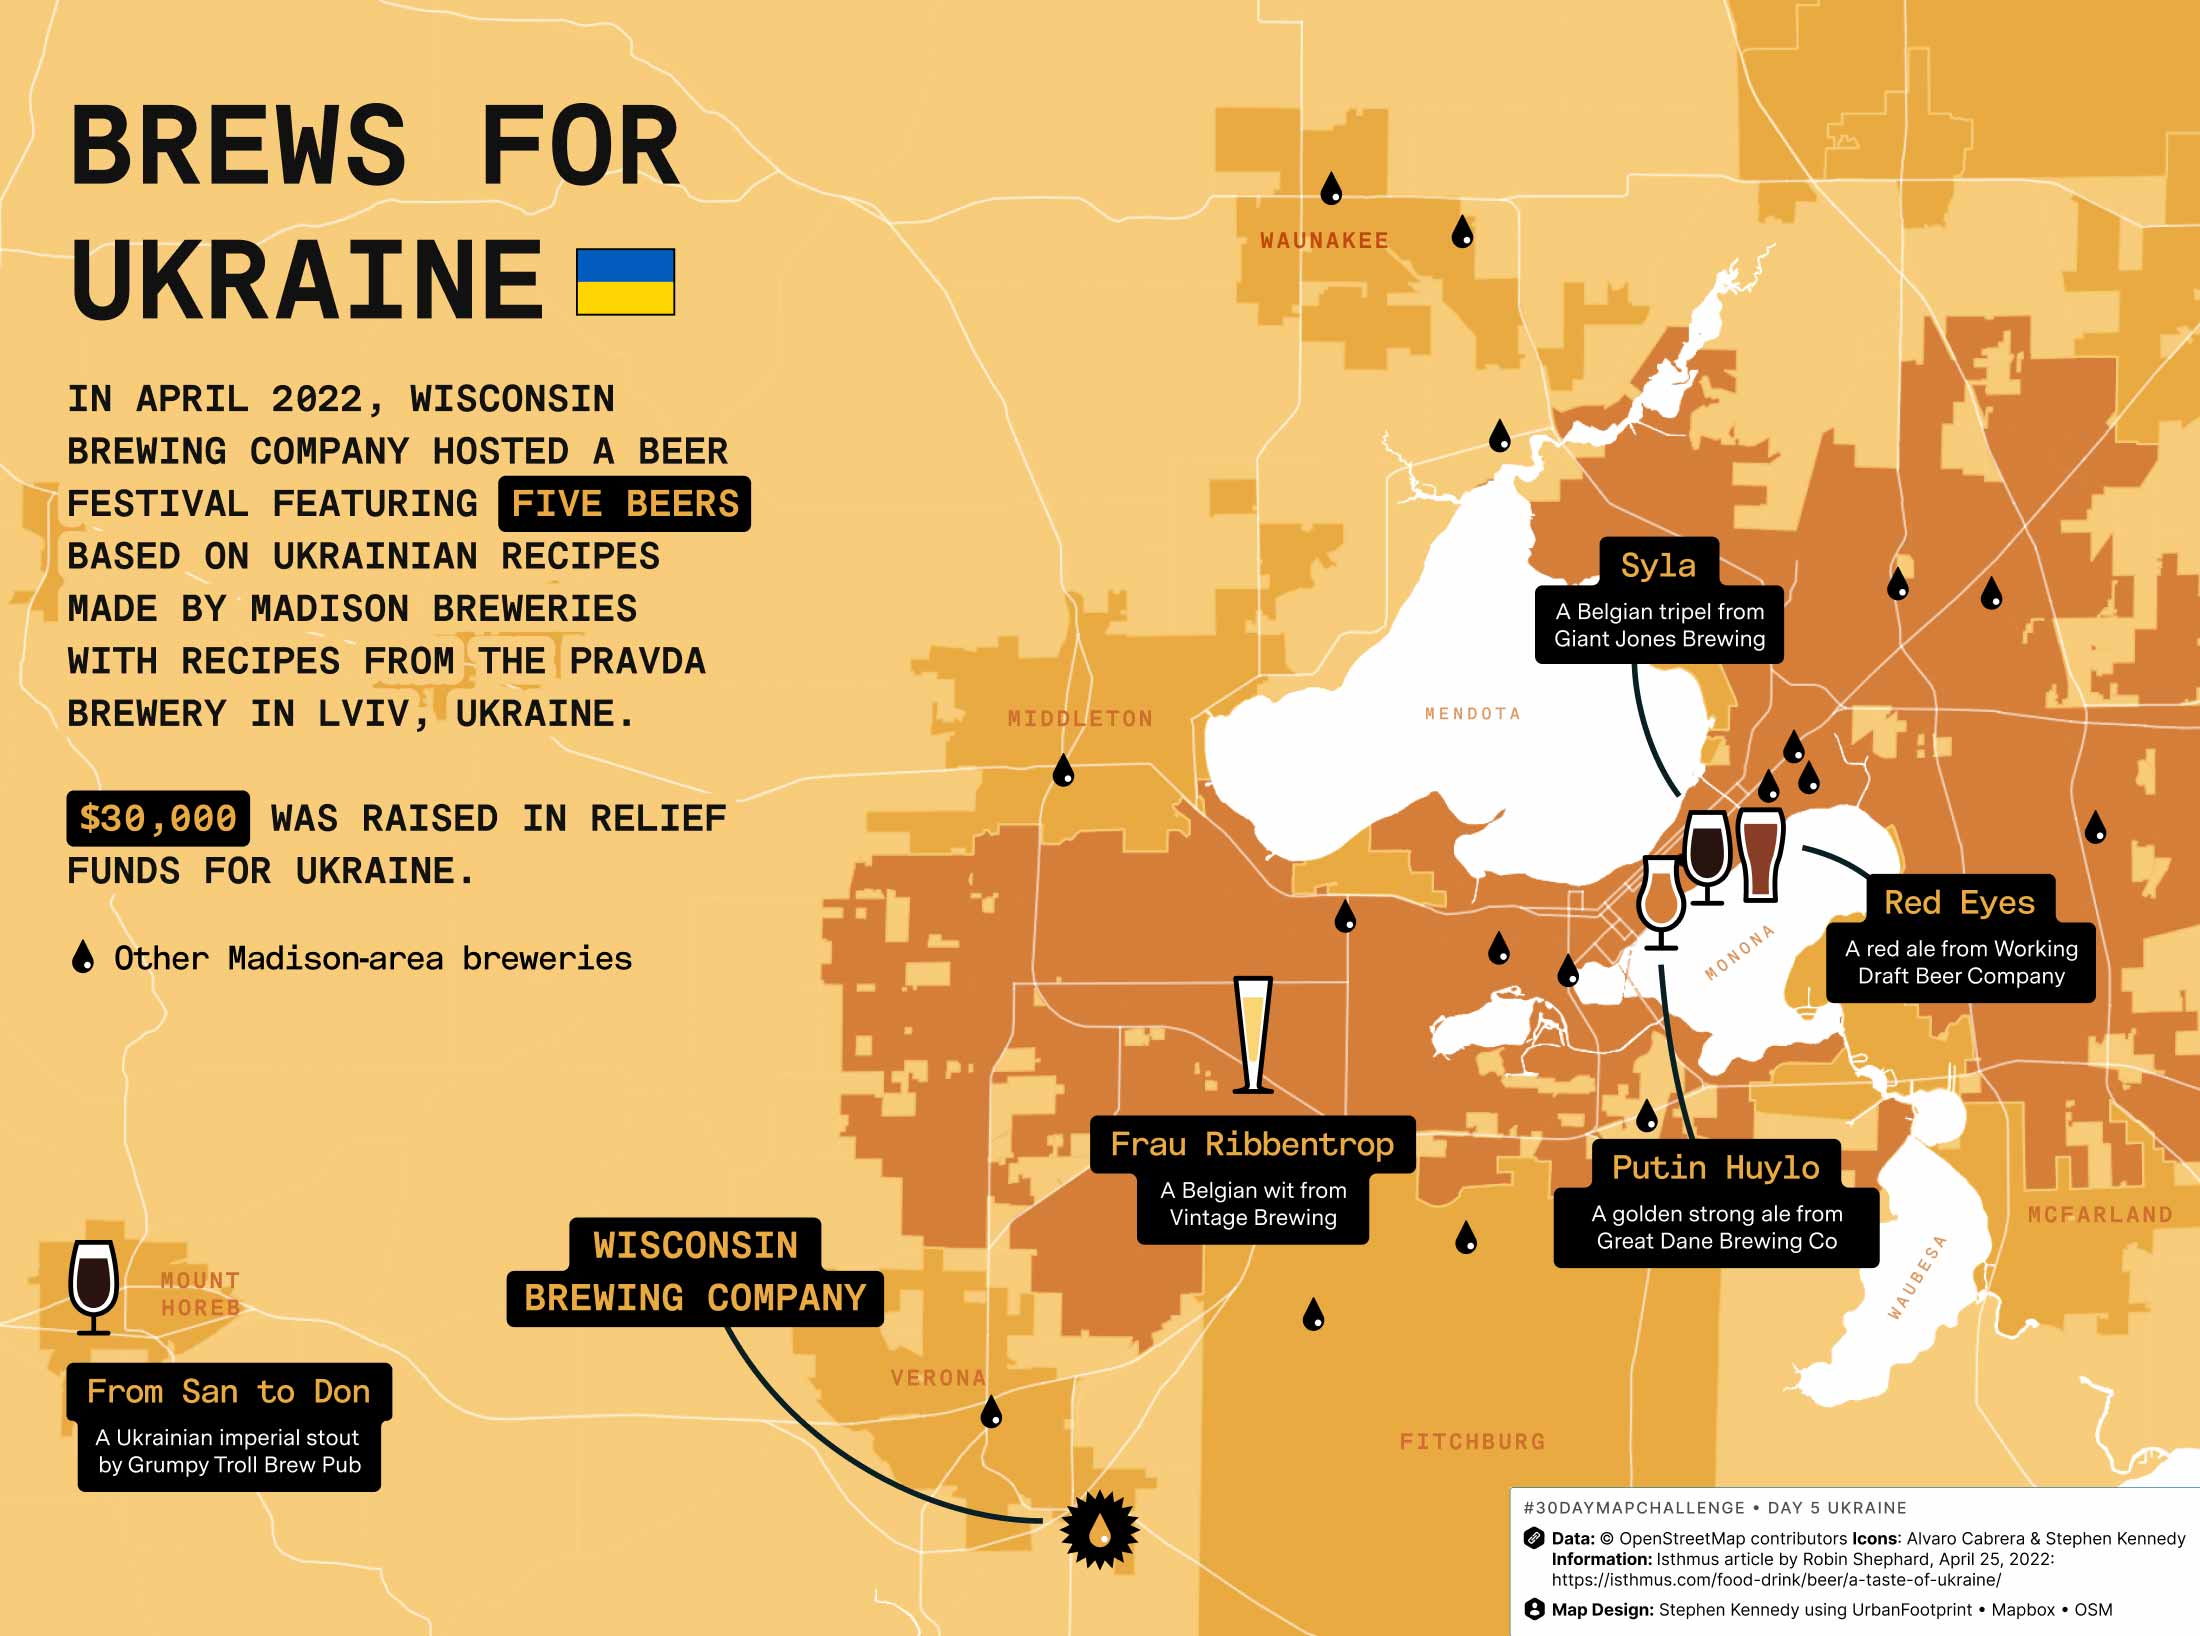 BREWS FOR
UKRAINE
IN APRIL 2022, WISCONSIN
BREWING COMPANY HOSTED A BEER
FESTIVAL FEATURING FIVE BEERS
BASED ON UKRAINIAN RECIPES
MADE BY MADISON BREWERIES
WITH RECIPES FROM THE PRAVDA
BREWERY IN LVIV, UKRAINE.
$30,000 WAS RAISED IN RELIEF
FUNDS FOR UKRAINE.
Other Madison-area breweries
WAUNAKEE
Syla
A Belgian tripel from
Giant Jones Brewing
MENDOTA
MIDDLETON
Red Eyes
A red ale from Working
Draft Beer Company
MONONA
Frau Ribbentrop
A Belgian wit from
Vintage Brewing
Putin Huylo
A golden strong ale from
Great Dane Brewing Co
MCFARLAND
WAUBESA
WISCONSIN
BREWING COMPANY
MOUNT
HOREB
From San to Don
A Ukrainian imperial stout
by Grumpy Troll Brew Pub
VERONA
FITCHBURG
#30DAYMAPCHALLENGE • DAY 5 UKRAINE
Data: © OpenStreetMap contributors Icons: Alvaro Cabrera & Stephen Kennedy
Information: Isthmus article by Robin Shephard, April 25, 2022:
https://isthmus.com/food-drink/beer/a-taste-of-ukraine/
Map Design: Stephen Kennedy using UrbanFootprint • Mapbox • OSM